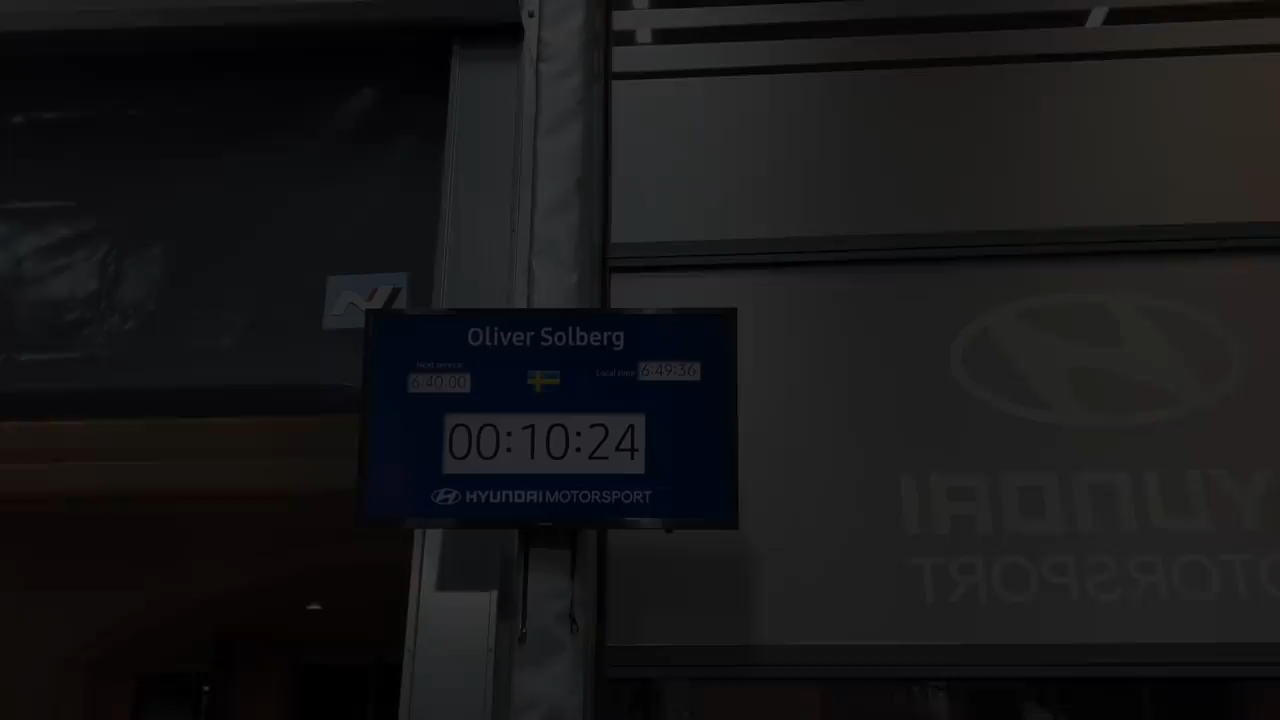 Oliver Solberg
Next service:
6:40:00
Local time:
6:49:36
00:10:24
HYUNDAI MOTORSPORT
HYUNDAI
MOTORSPORT